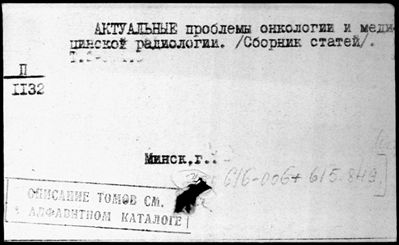 АКТУАЛЬНЫЕ проблемы онкологии и меди-
цинской радиологии. /Сборник статей/.
П
1132
Минск, г..
616-006+615.849
ОПИСАНИЕ ТОМОВ СМ.
В АЛФАВИТНОМ КАТАЛОГЕ